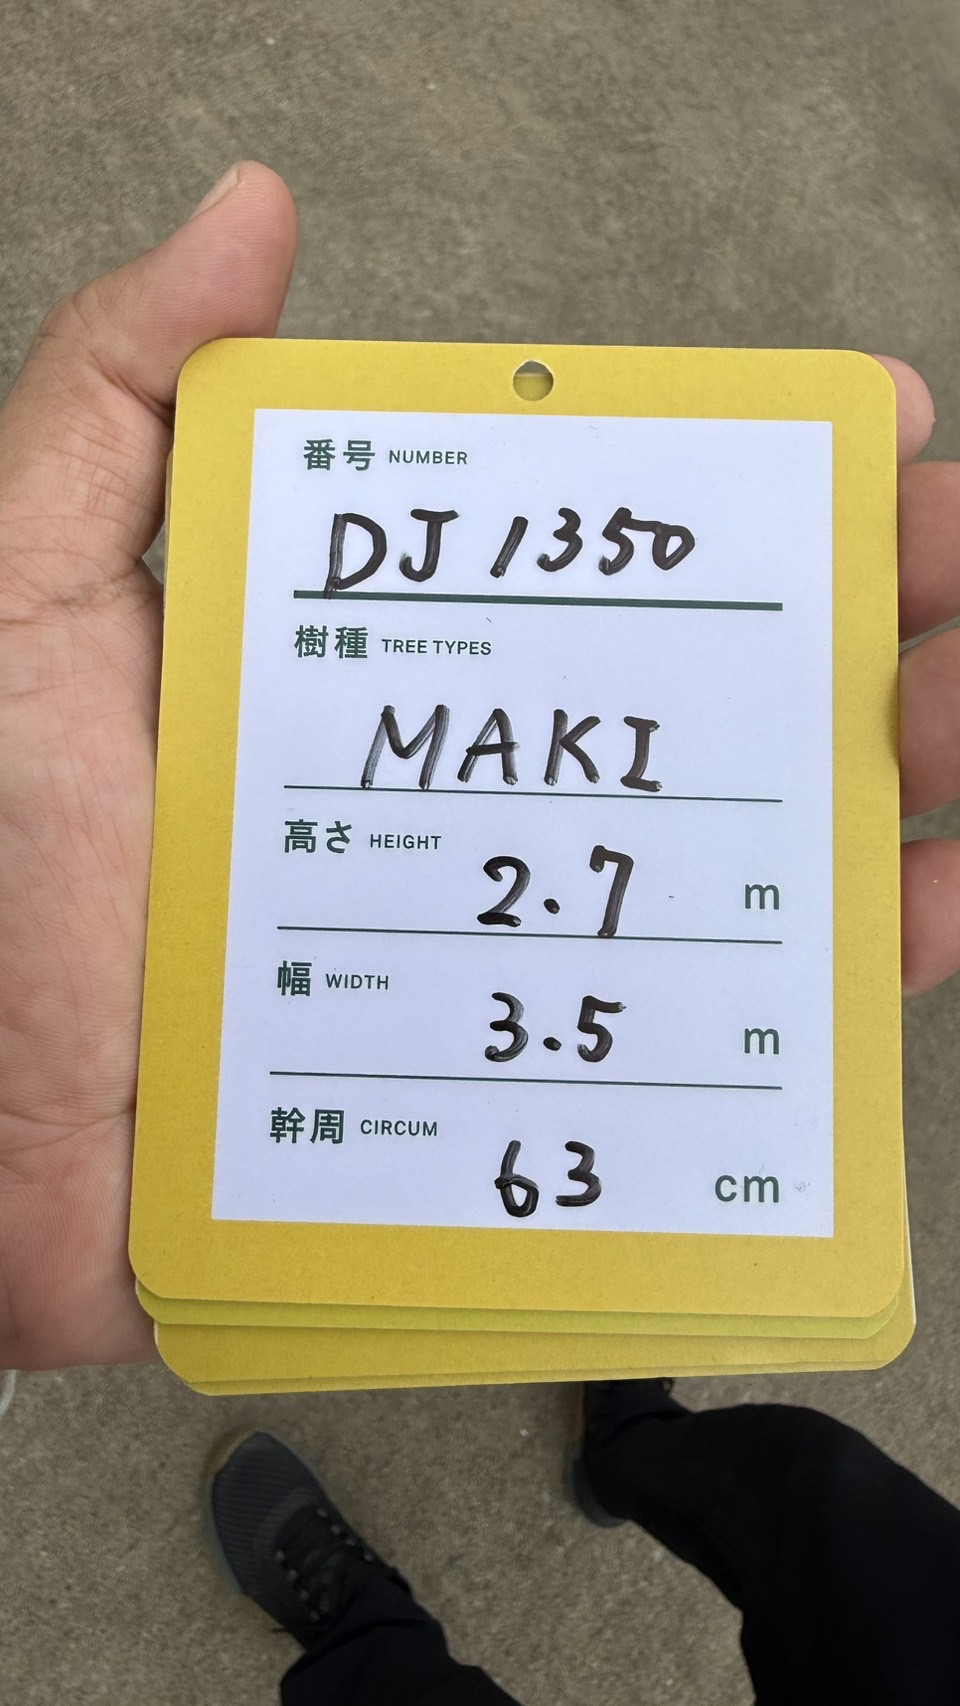 番号 NUMBER
DJ 1350
樹種 TREE TYPES
MAKI
高さ HEIGHT
2.7 m
幅 WIDTH
3.5 m
幹周 CIRCUM
63 cm